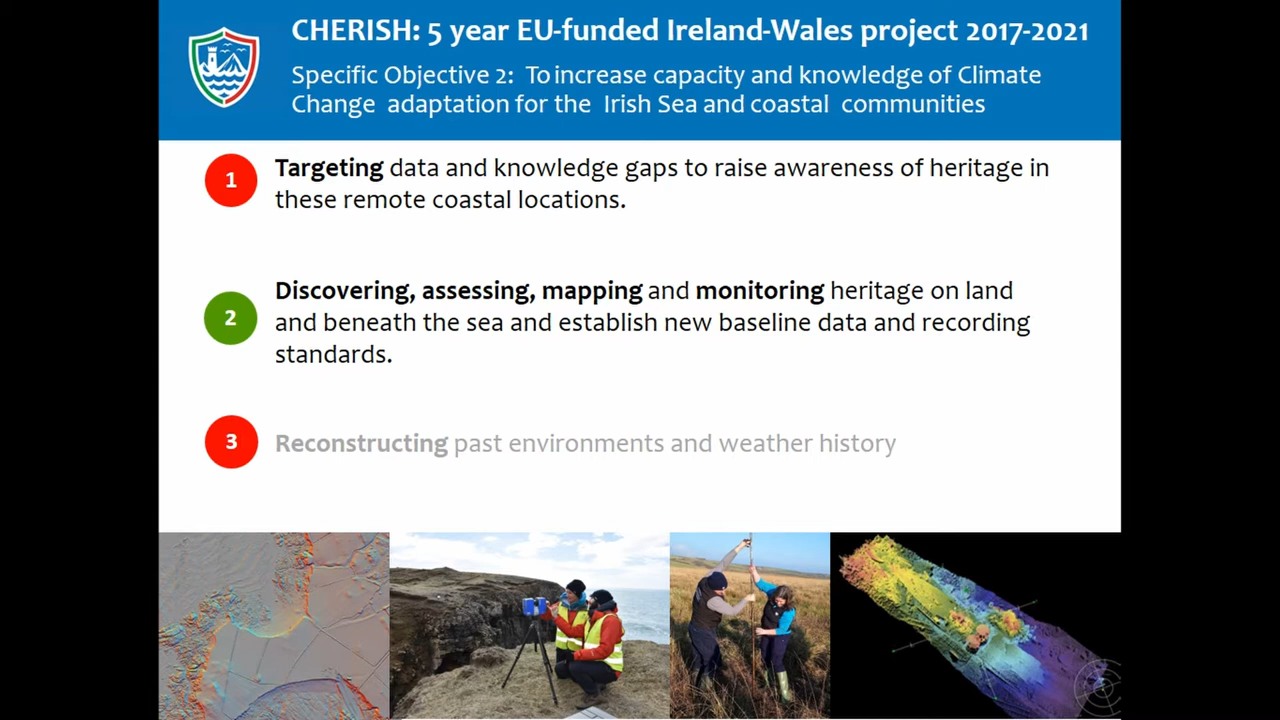 CHERISH: 5 year EU-funded Ireland-Wales project 2017-2021
Specific Objective 2: To increase capacity and knowledge of Climate
Change adaptation for the Irish Sea and coastal communities
1
Targeting data and knowledge gaps to raise awareness of heritage in
these remote coastal locations.
2
Discovering, assessing, mapping and monitoring heritage on land
and beneath the sea and establish new baseline data and recording
standards.
3
Reconstructing past environments and weather history